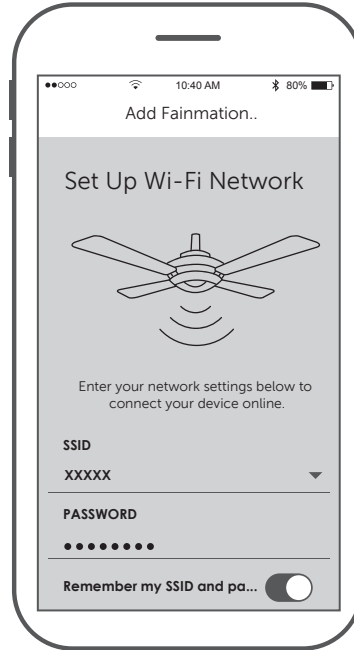 10:40 AM 80%
Add Fainmation..
Set Up Wi-Fi Network
Enter your network settings below to
connect your device online.
SSID
XXXXX
PASSWORD
●●●●●●●●
Remember my SSID and pa...